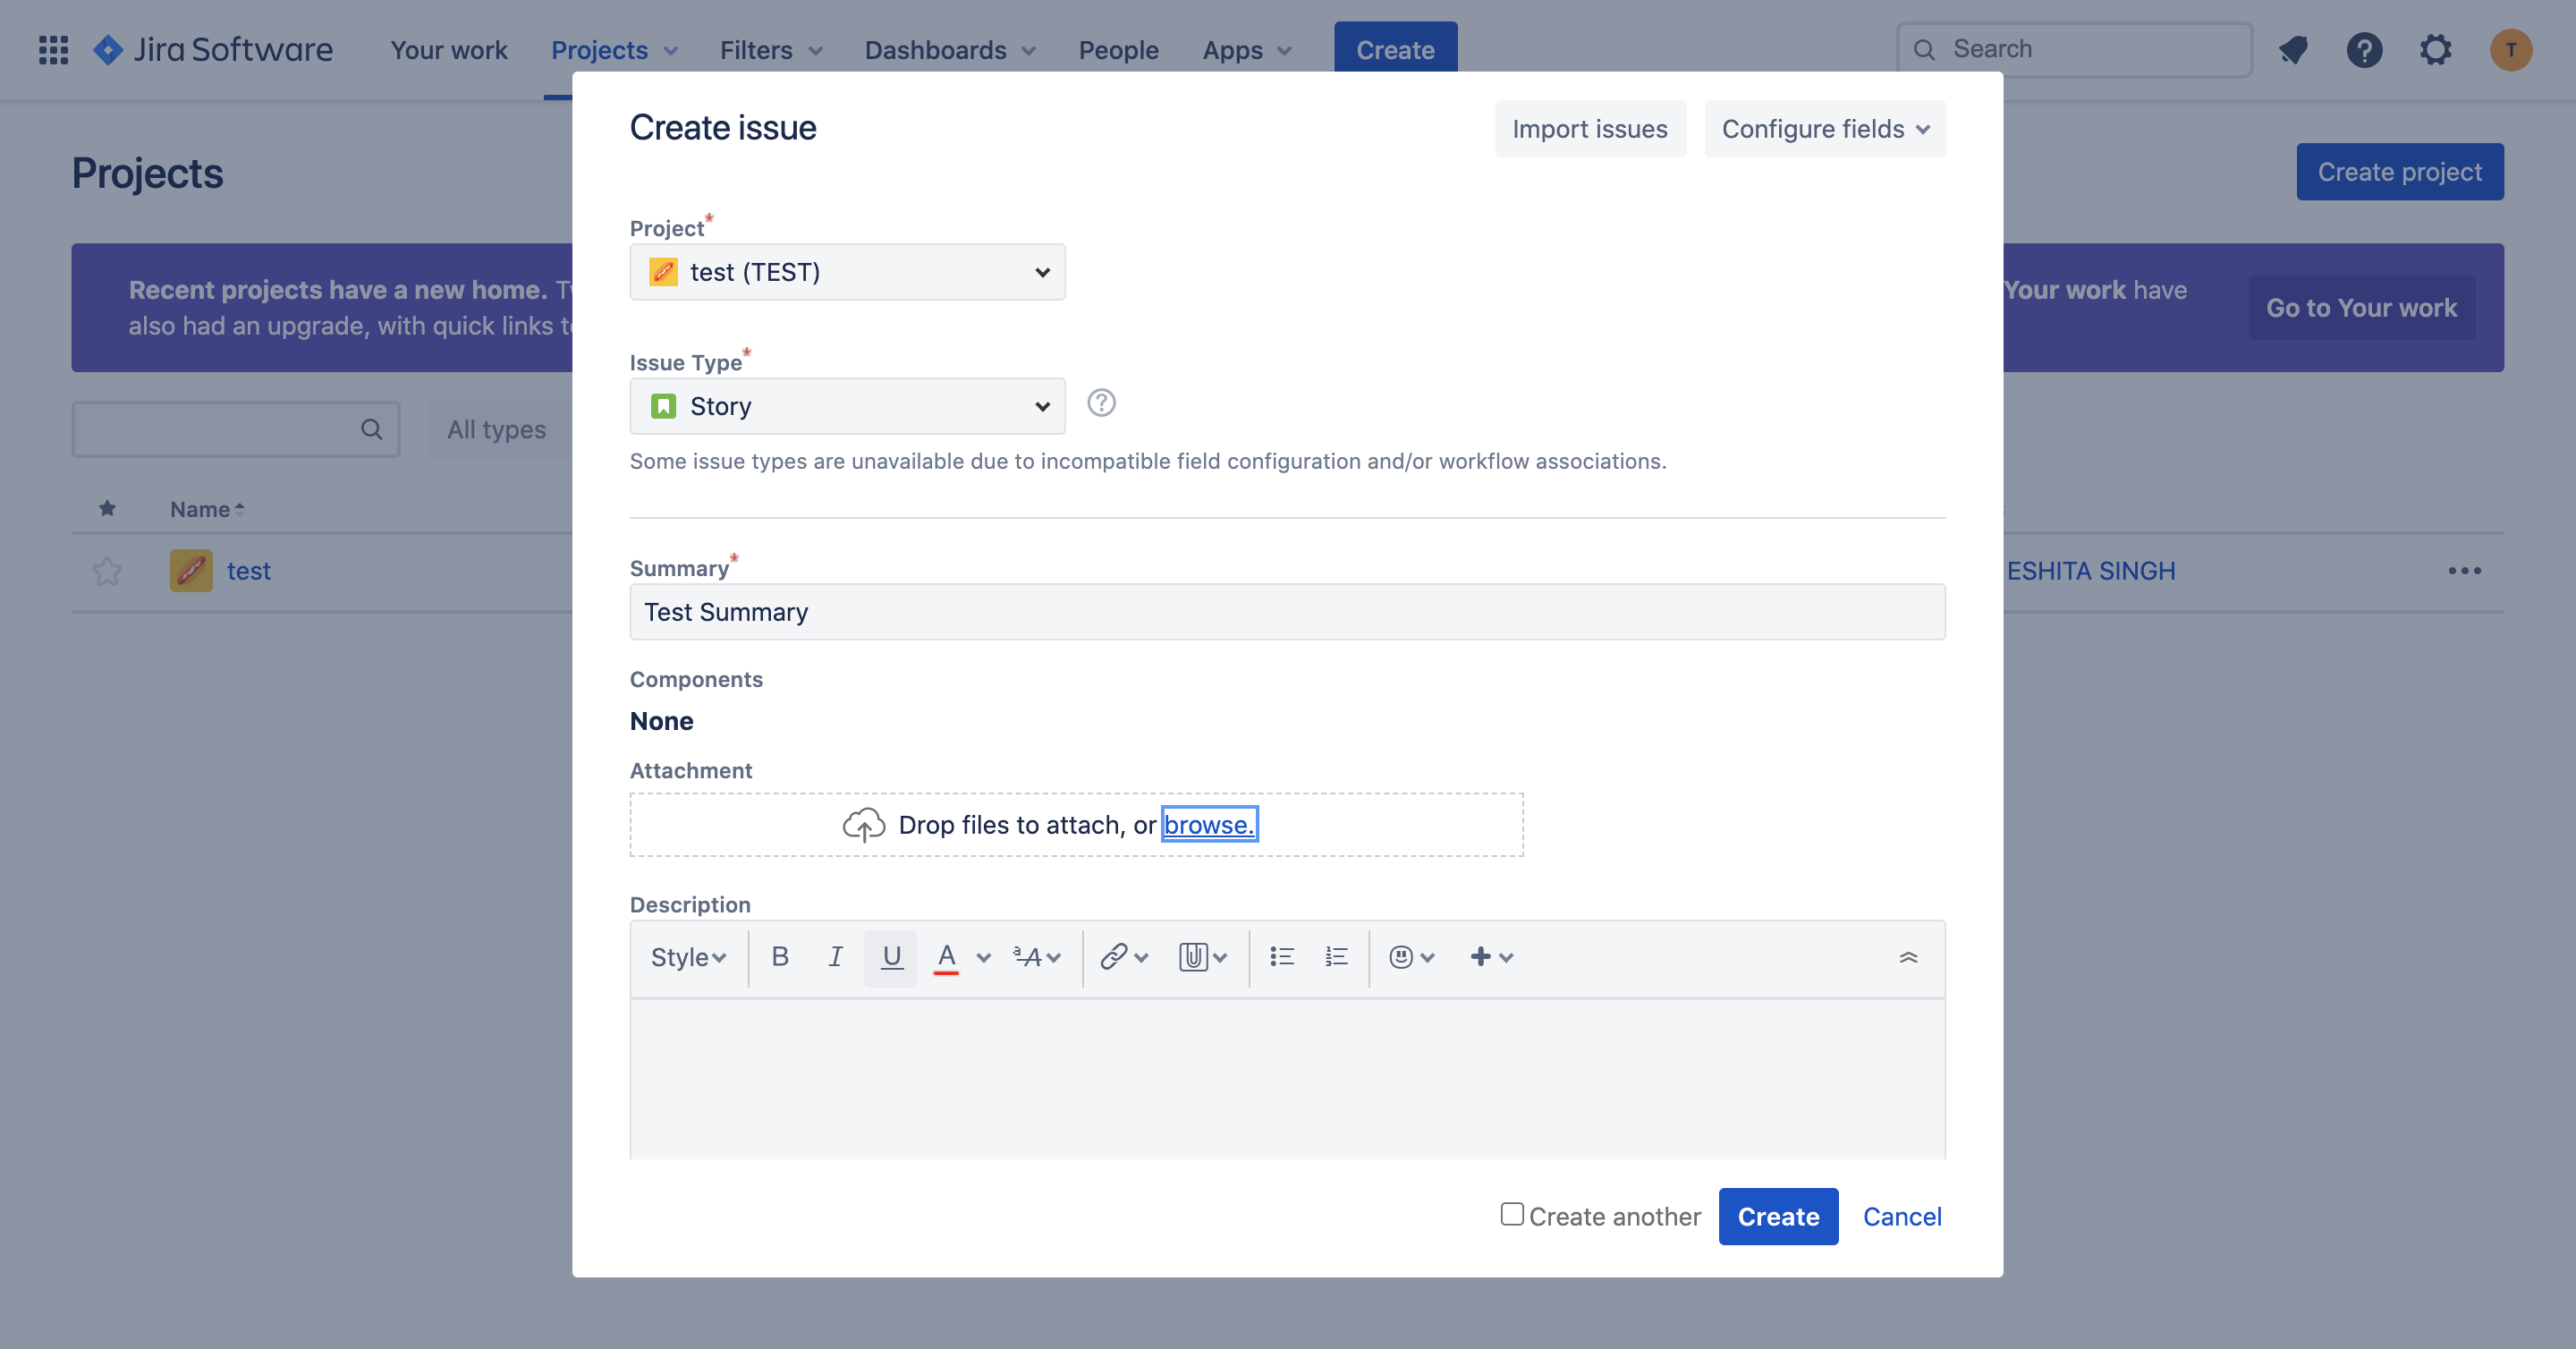 Jira Software Your work Projects Filters Dashboards People Apps Create Search T
Projects
Create project
Recent projects have a new home.
also had an upgrade, with quick links
Your work have
Go to Your work
All types
Name
test
ESHITA SINGH
Create issue
Import issues Configure fields
Project*
test (TEST)
Issue Type*
Story
Some issue types are unavailable due to incompatible field configuration and/or workflow associations.
Summary*
Test Summary
Components
None
Attachment
Drop files to attach, or browse.
Description
Style B I U A ªA
Create another Create Cancel